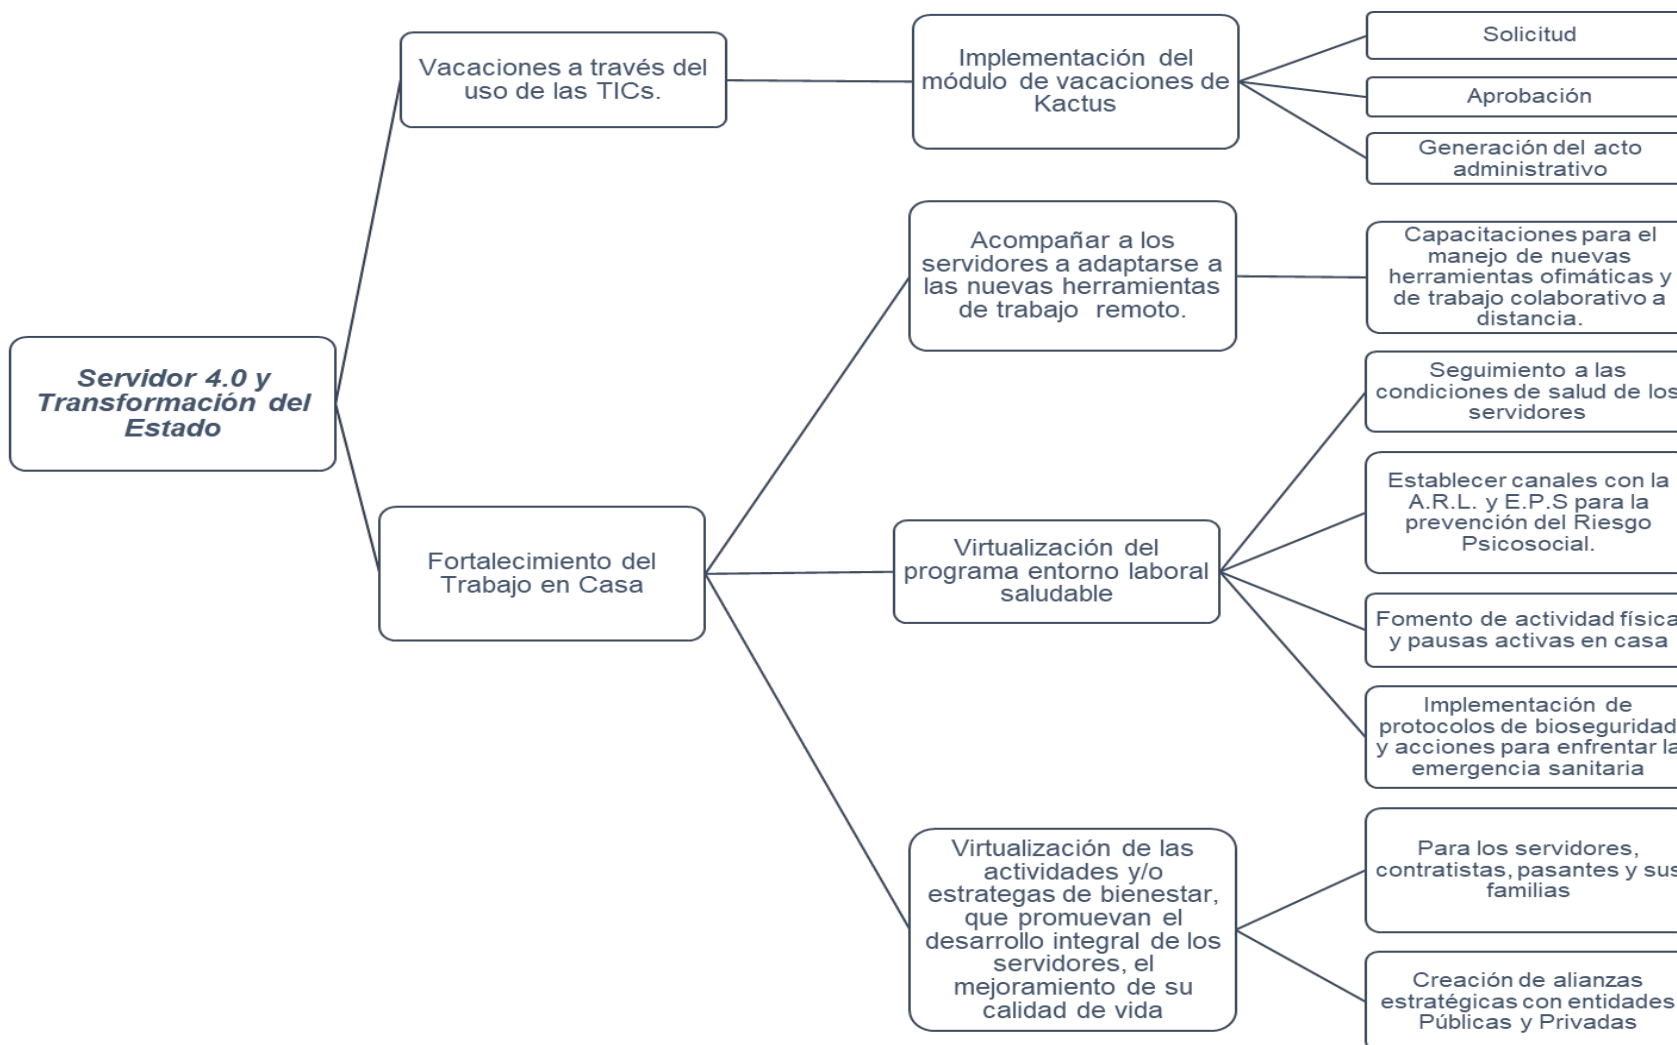 Servidor 4.0 y
Transformación del
Estado
Vacaciones a través del
uso de las TICs.
Implementación del
módulo de vacaciones de
Kactus
Solicitud
Aprobación
Generación del acto
administrativo
Fortalecimiento del
Trabajo en Casa
Acompañar a los
servidores a adaptarse a
las nuevas herramientas
de trabajo remoto.
Capacitaciones para el
manejo de nuevas
herramientas ofimáticas y
de trabajo colaborativo a
distancia.
Virtualización del
programa entorno laboral
saludable
Seguimiento a las
condiciones de salud de los
servidores
Establecer canales con la
A.R.L. y E.P.S para la
prevención del Riesgo
Psicosocial.
Fomento de actividad física
y pausas activas en casa
Implementación de
protocolos de bioseguridad
y acciones para enfrentar la
emergencia sanitaria
Virtualización de las
actividades y/o
estrategas de bienestar,
que promuevan el
desarrollo integral de los
servidores, el
mejoramiento de su
calidad de vida
Para los servidores,
contratistas, pasantes y sus
familias
Creación de alianzas
estratégicas con entidades
Públicas y Privadas